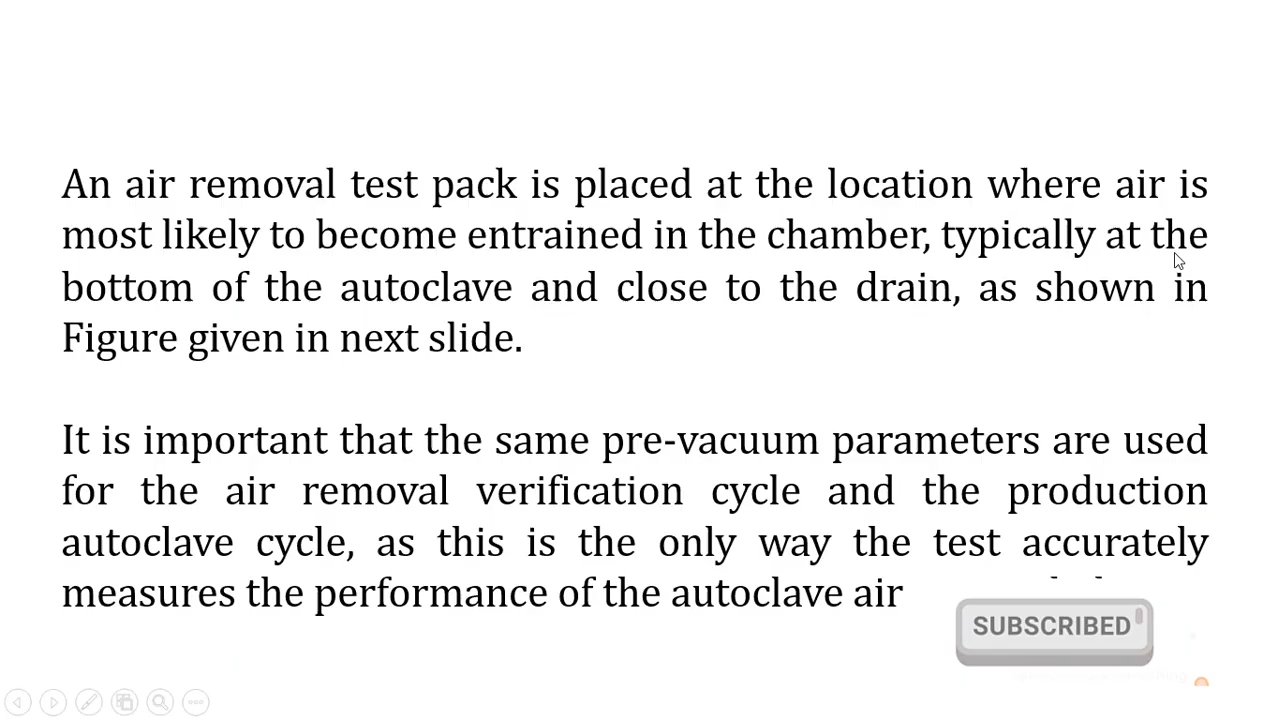 An air removal test pack is placed at the location where air is
most likely to become entrained in the chamber, typically at the
bottom of the autoclave and close to the drain, as shown in
Figure given in next slide.
It is important that the same pre-vacuum parameters are used
for the air removal verification cycle and the production
autoclave cycle, as this is the only way the test accurately
measures the performance of the autoclave air
SUBSCRIBED